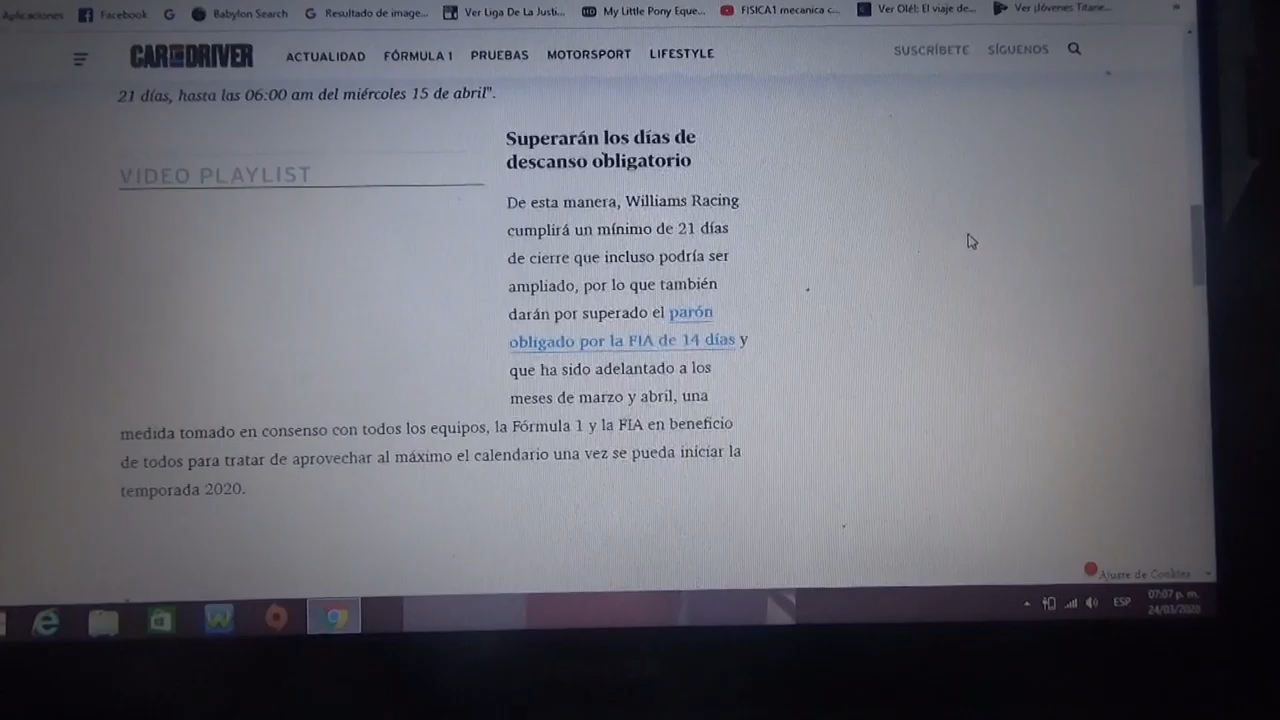 Aplicaciones Facebook Babylon Search Resultado de image... Ver Liga De La Justi... My Little Pony Eque... FISICA1 mecanica c... Ver Olé!: El viaje de... Ver ¡Jóvenes Titane... »
CAR AND DRIVER ACTUALIDAD FÓRMULA 1 PRUEBAS MOTORSPORT LIFESTYLE SUSCRÍBETE SÍGUENOS
21 días, hasta las 06:00 am del miércoles 15 de abril".
VIDEO PLAYLIST
Superarán los días de
descanso obligatorio
De esta manera, Williams Racing
cumplirá un mínimo de 21 días
de cierre que incluso podría ser
ampliado, por lo que también
darán por superado el parón
obligado por la FIA de 14 días y
que ha sido adelantado a los
meses de marzo y abril, una
medida tomado en consenso con todos los equipos, la Fórmula 1 y la FIA en beneficio
de todos para tratar de aprovechar al máximo el calendario una vez se pueda iniciar la
temporada 2020.
Ajuste de Cookies
ESP 07:07 p. m.
24/03/2020